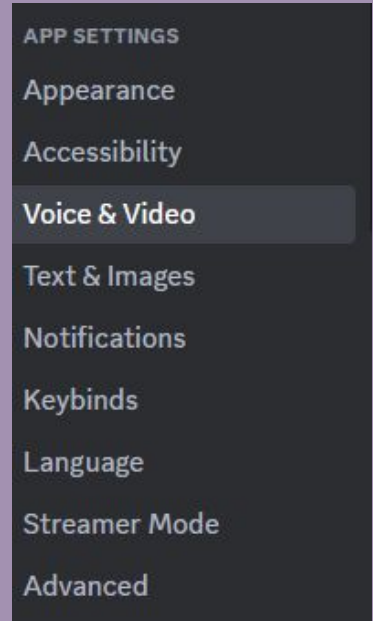 APP SETTINGS
Appearance
Accessibility
Voice & Video
Text & Images
Notifications
Keybinds
Language
Streamer Mode
Advanced